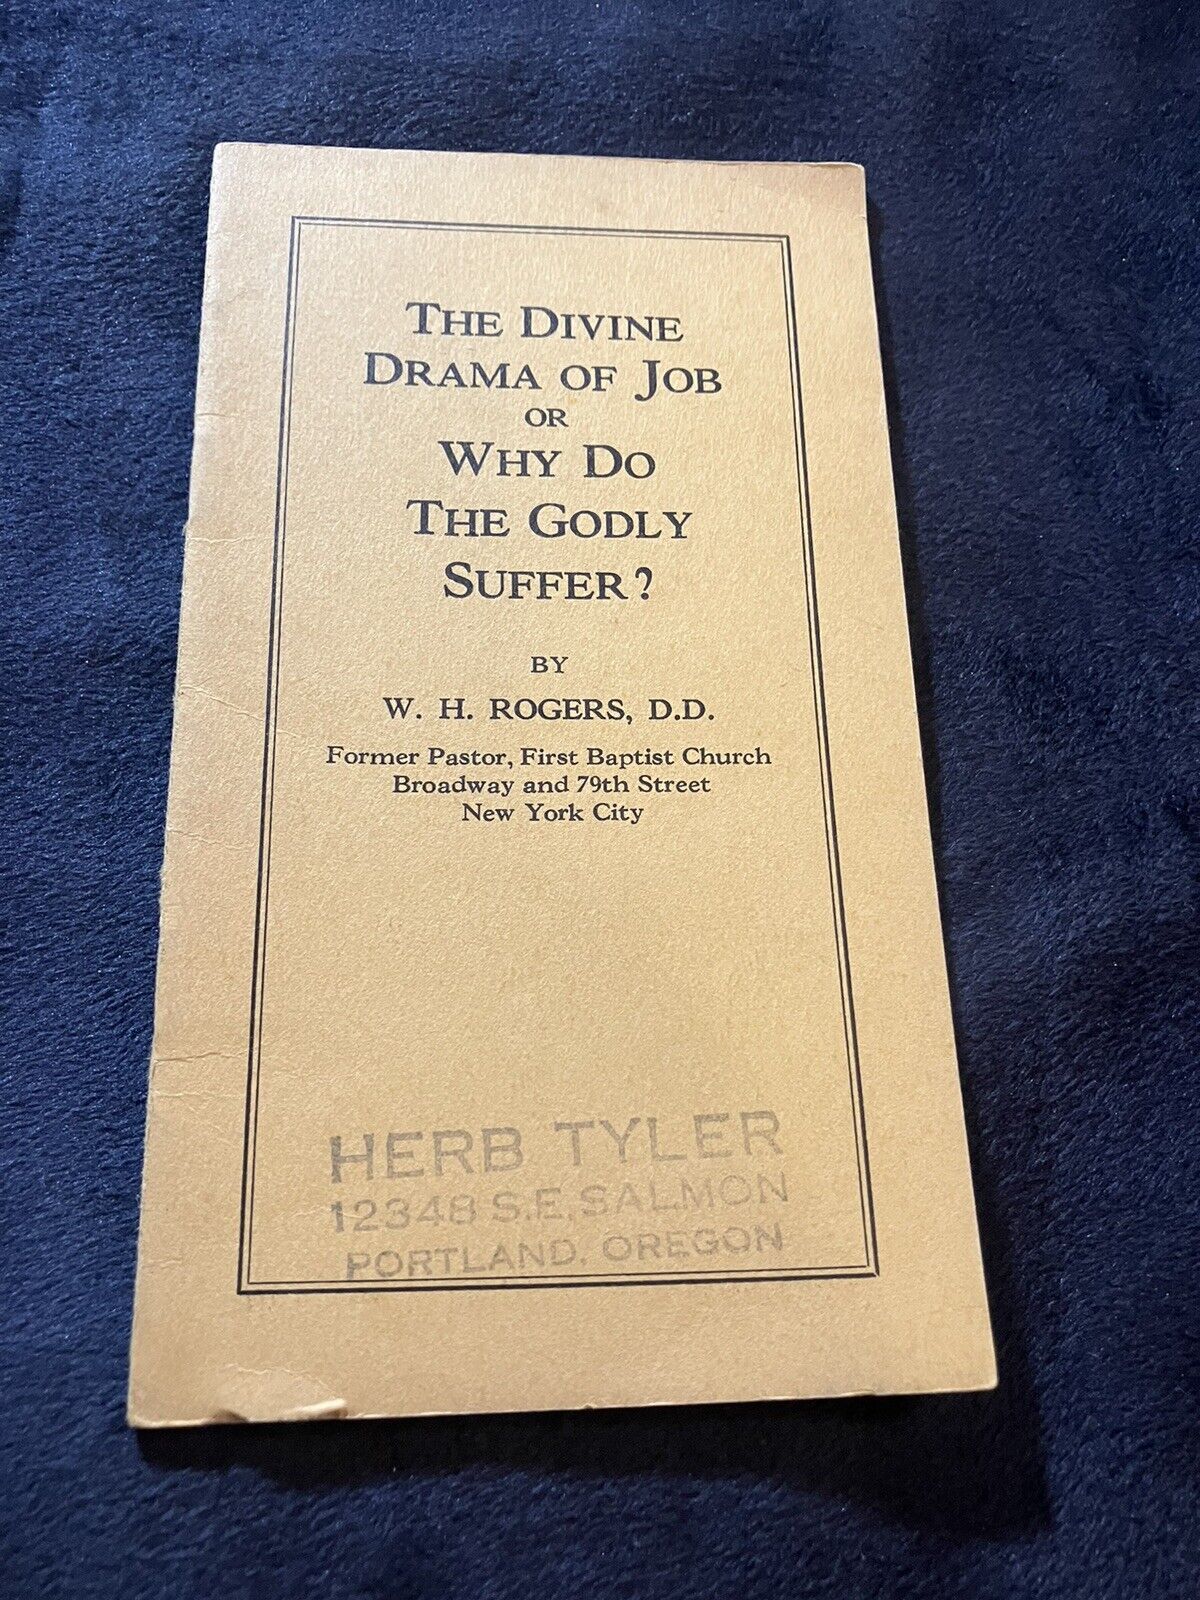 THE DIVINE
DRAMA OF JOB
OR
WHY DO
THE GODLY
SUFFER?
BY
W. H. ROGERS, D.D.
Former Pastor, First Baptist Church
Broadway and 79th Street
New York City
HERB TYLER
12348 S.E. SALMON
PORTLAND, OREGON